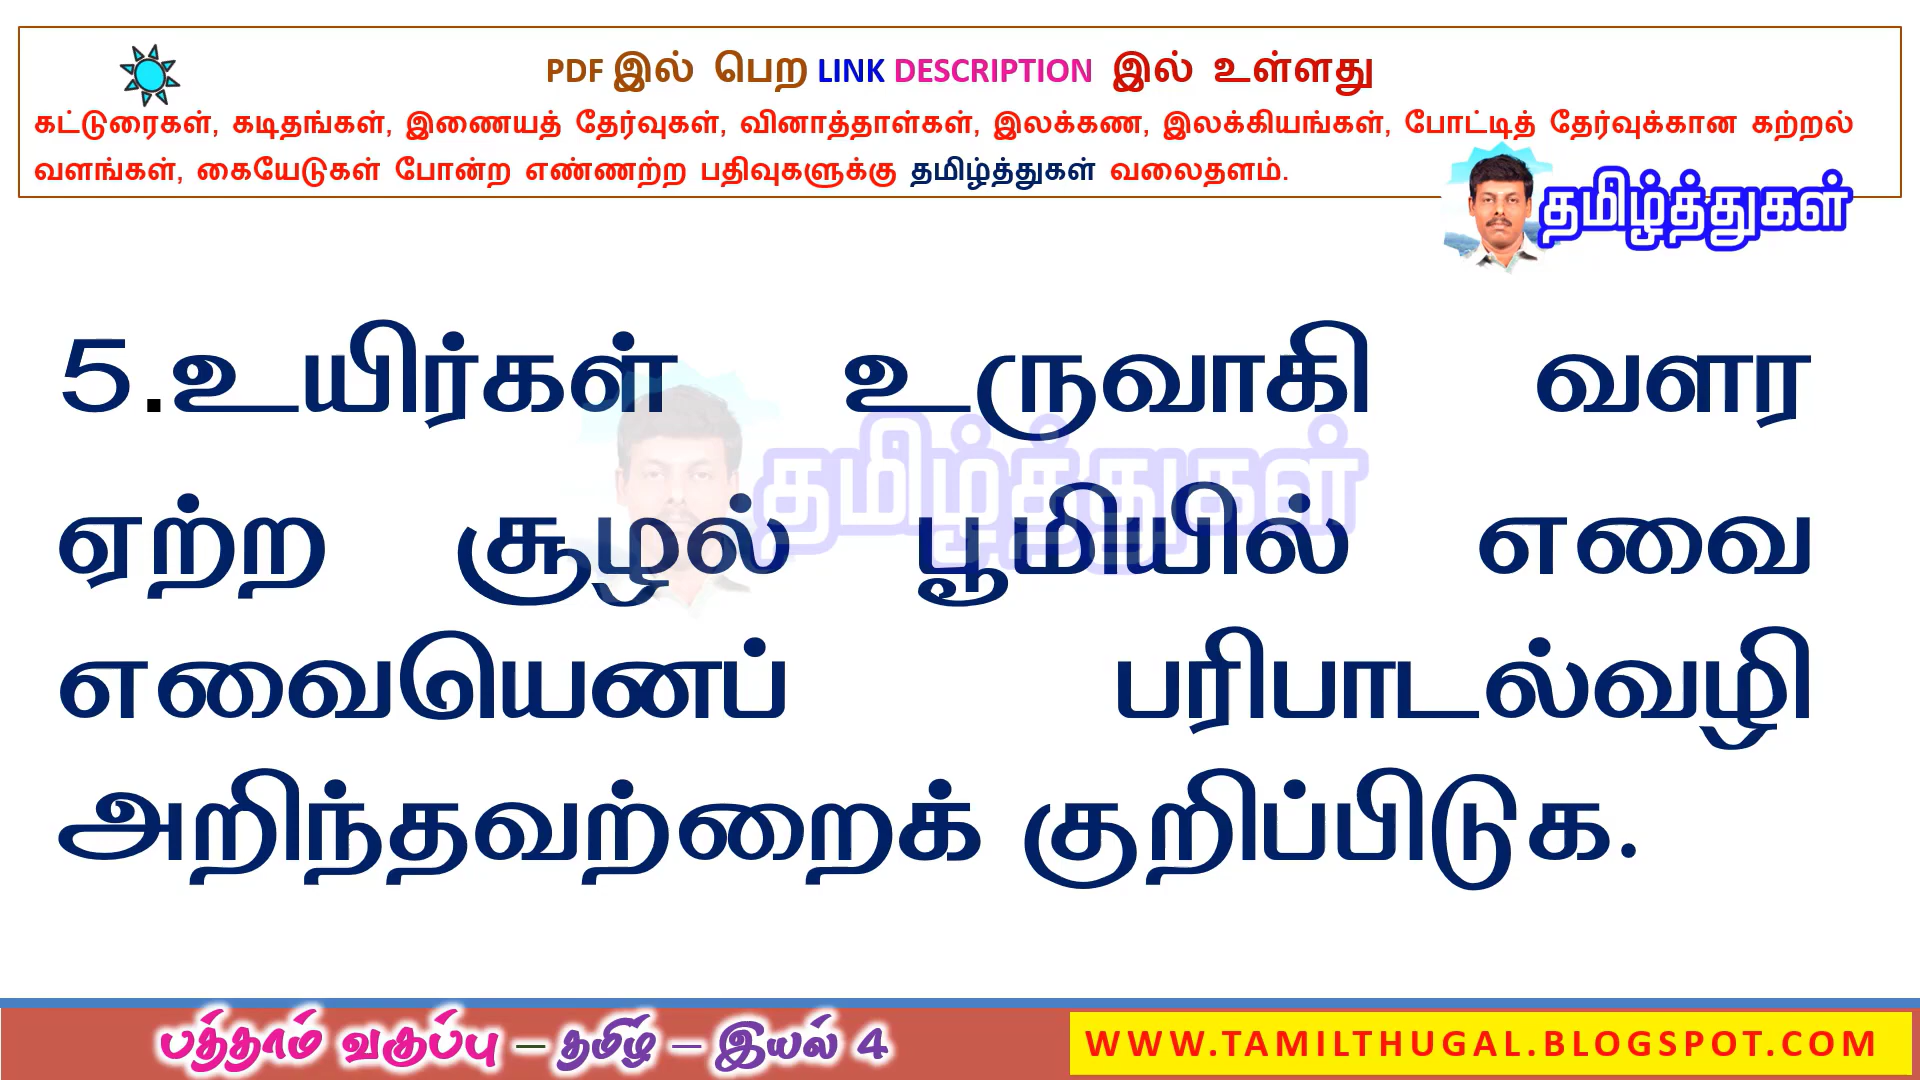 PDF இல் பெற LINK DESCRIPTION இல் உள்ளது
கட்டுரைகள், கடிதங்கள், இணையத் தேர்வுகள், வினாத்தாள்கள், இலக்கண, இலக்கியங்கள், போட்டித் தேர்வுக்கான கற்றல்
வளங்கள், கையேடுகள் போன்ற எண்ணற்ற பதிவுகளுக்கு தமிழ்த்துகள் வலைதளம்.
தமிழ்த்துகள்
5.உயிர்கள் உருவாகி வளர
தமிழ்த்துகள்
ஏற்ற சூழல் பூமியில் எவை
எவையெனப் பரிபாடல்வழி
அறிந்தவற்றைக் குறிப்பிடுக.
பத்தாம் வகுப்பு – தமிழ் – இயல் 4
WWW.TAMILTHUGAL.BLOGSPOT.COM